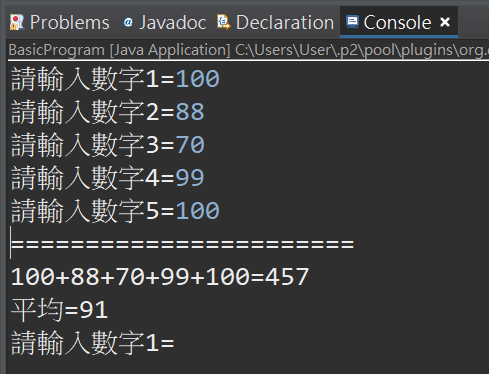 Problems Javadoc Declaration Console
BasicProgram [Java Application] C:\Users\User\.p2\pool\plugins\org.
請輸入數字1=100
請輸入數字2=88
請輸入數字3=70
請輸入數字4=99
請輸入數字5=100
=======================
100+88+70+99+100=457
平均=91
請輸入數字1=